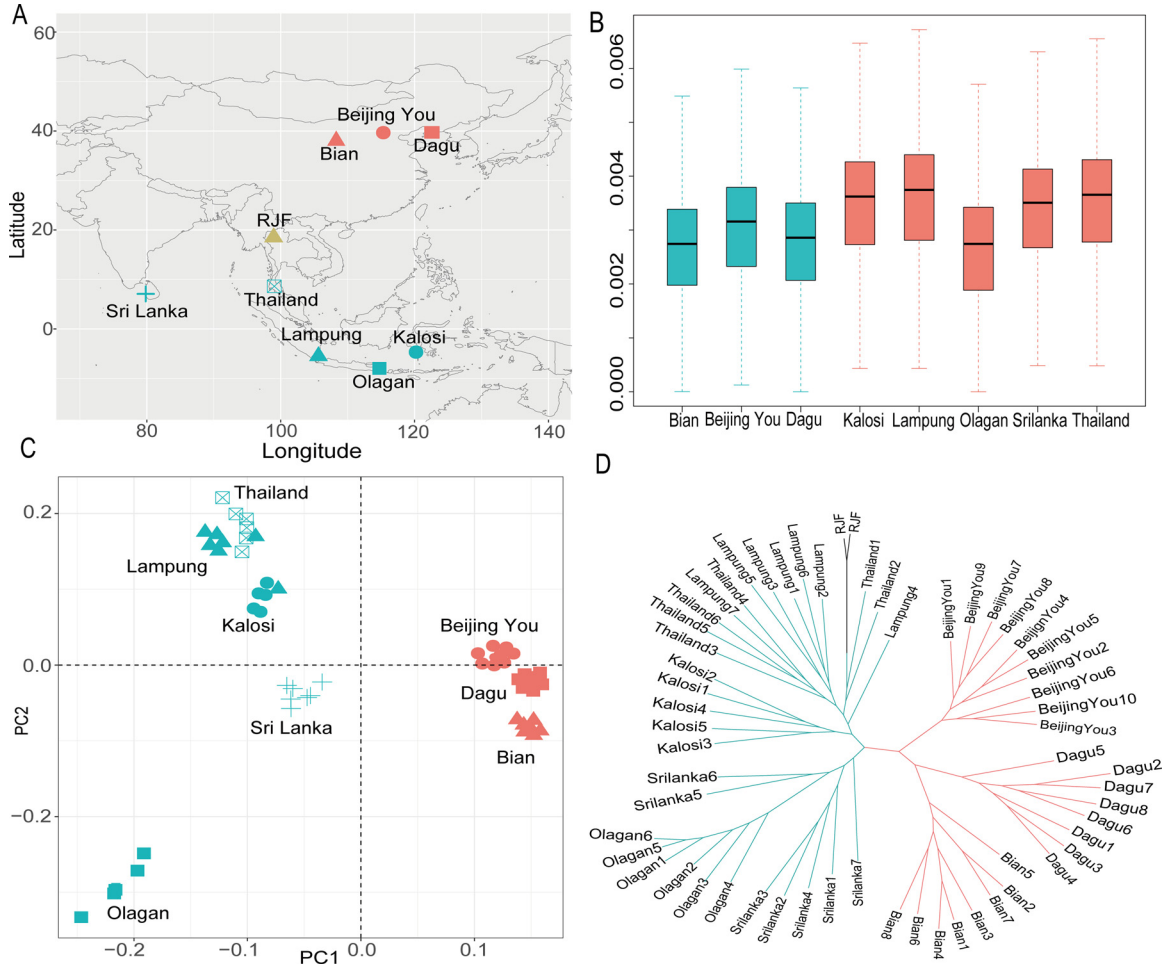 A
60
40
20
0
Latitude
80
100
120
140
Longitude
Beijing You
Bian
Dagu
RJF
Thailand
Sri Lanka
Lampung
Kalosi
Olagan
B
0.006
0.004
0.002
0.000
Bian
Beijing You
Dagu
Kalosi
Lampung
Olagan
Srilanka
Thailand
C
0.2
0.0
−0.2
PC2
−0.2
−0.1
0.0
0.1
PC1
Thailand
Lampung
Kalosi
Beijing You
Dagu
Sri Lanka
Bian
Olagan
D
RJF
RJF
Thailand1
Thailand2
Lampung4
BeijingYou1
BeijingYou9
BeijingYou7
BeijingYou8
BeijignYou4
BeijingYou5
BeijingYou2
BeijingYou6
BeijingYou10
BeijingYou3
Dagu5
Dagu2
Dagu7
Dagu8
Dagu6
Dagu1
Dagu3
Dagu4
Bian5
Bian2
Bian7
Bian3
Bian1
Bian4
Bian6
Bian8
Srilanka7
Srilanka1
Srilanka4
Srilanka2
Srilanka3
Olagan4
Olagan3
Olagan2
Olagan1
Olagan5
Olagan6
Srilanka5
Srilanka6
Kalosi3
Kalosi5
Kalosi4
Kalosi1
Kalosi2
Thailand3
Thailand5
Thailand6
Lampung7
Thailand4
Lampung5
Lampung3
Lampung1
Lampung6
Lampung2